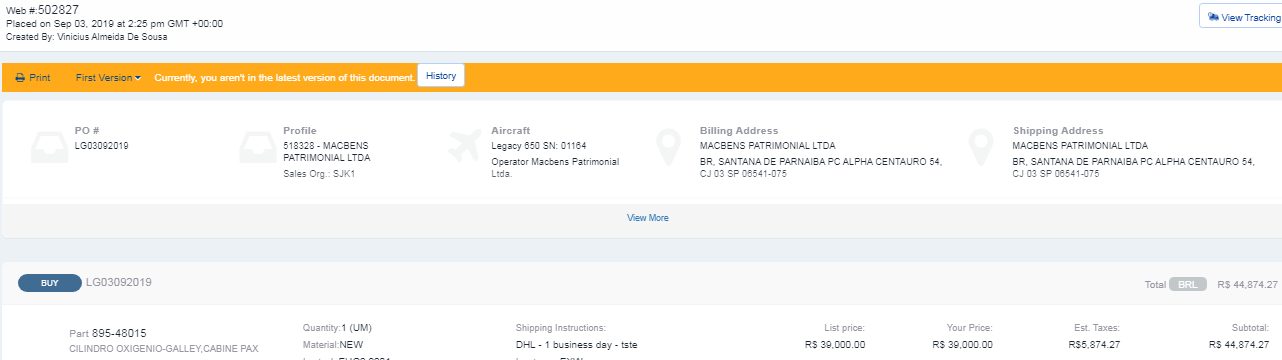 Web #:502827
Placed on Sep 03, 2019 at 2:25 pm GMT +00:00
Created By: Vinicius Almeida De Sousa
View Tracking
Print First Version Currently, you aren't in the latest version of this document. History
PO #
LG03092019
Profile
518328 - MACBENS
PATRIMONIAL LTDA
Sales Org.: SJK1
Aircraft
Legacy 650 SN: 01164
Operator Macbens Patrimonial
Ltda.
Billing Address
MACBENS PATRIMONIAL LTDA
BR, SANTANA DE PARNAIBA PC ALPHA CENTAURO 54,
CJ 03 SP 06541-075
Shipping Address
MACBENS PATRIMONIAL LTDA
BR, SANTANA DE PARNAIBA PC ALPHA CENTAURO 54,
CJ 03 SP 06541-075
View More
BUY LG03092019
Total BRL R$ 44,874.27
Part 895-48015
CILINDRO OXIGENIO-GALLEY,CABINE PAX
Quantity:1 (UM)
Material:NEW
Shipping Instructions:
DHL - 1 business day - tste
List price:
R$ 39,000.00
Your Price:
R$ 39,000.00
Est. Taxes:
R$5,874.27
Subtotal:
R$ 44,874.27